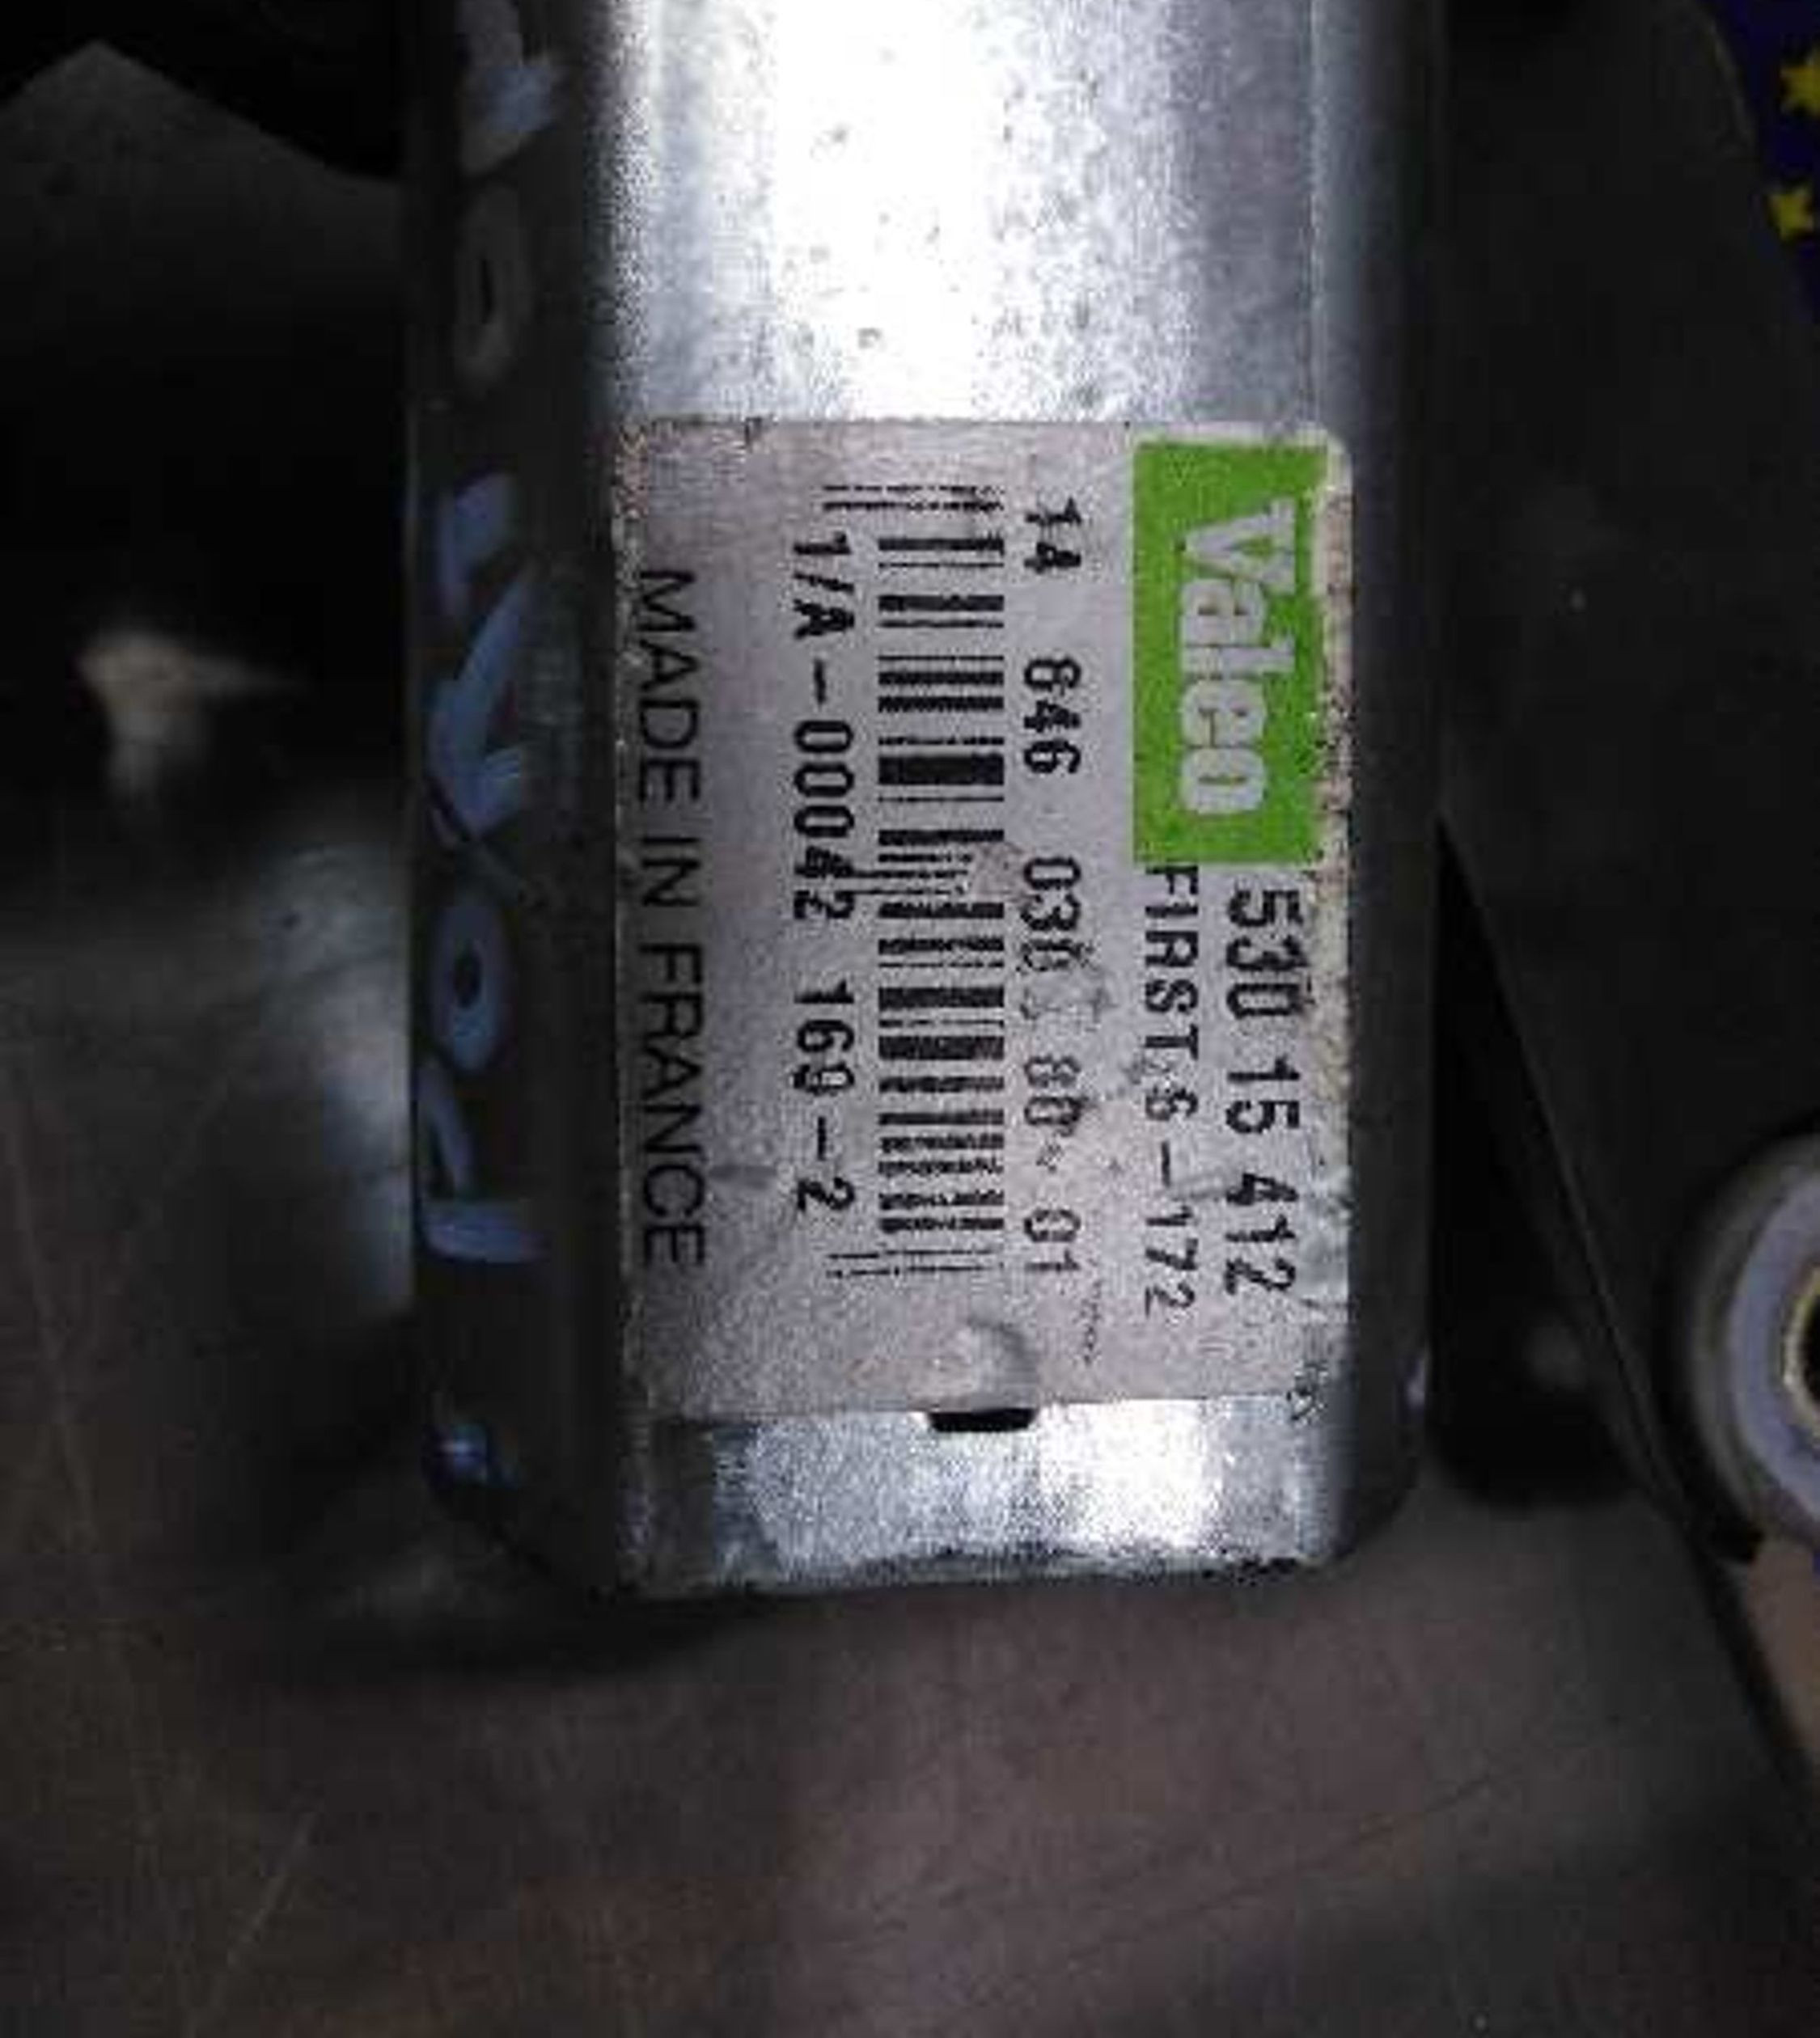 Valeo
530 15 412
FIRST.6-172
14 846 036 80- 01
1/A-00042 169-2
MADE IN FRANCE